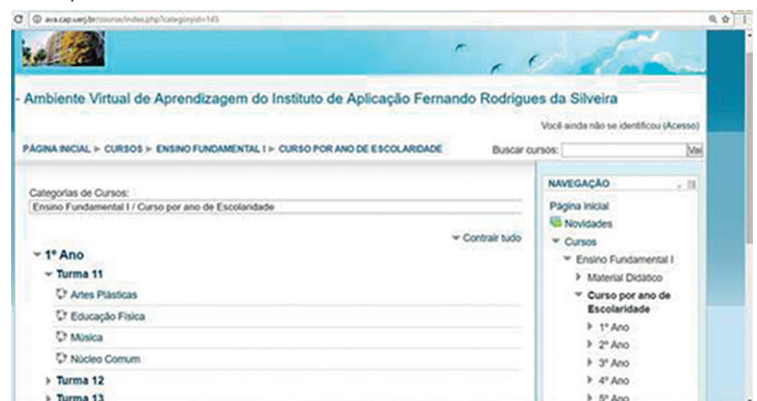 ava.cap.uerj.br/course/index.php?categoryid=145
- Ambiente Virtual de Aprendizagem do Instituto de Aplicação Fernando Rodrigues da Silveira
Você ainda não se identificou (Acesso)
PÁGINA INICIAL ► CURSOS ► ENSINO FUNDAMENTAL I ► CURSO POR ANO DE ESCOLARIDADE
Buscar cursos:
Vai
Categorias de Cursos:
Ensino Fundamental I / Curso por ano de Escolaridade
Contrair tudo
1º Ano
Turma 11
Artes Plásticas
Educação Física
Música
Núcleo Comum
Turma 12
Turma 13
NAVEGAÇÃO
Página inicial
Novidades
Cursos
Ensino Fundamental I
Material Didático
Curso por ano de
Escolaridade
1º Ano
2º Ano
3º Ano
4º Ano
5º Ano